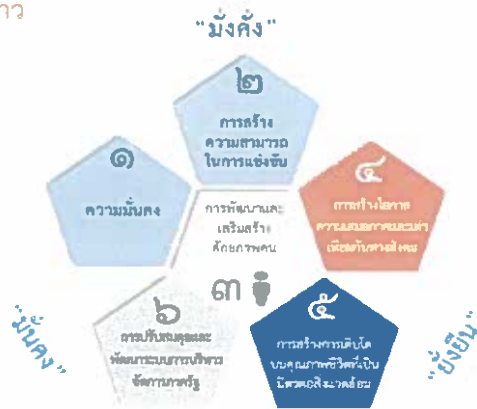 าว
"มั่งคั่ง"
๒
การสร้าง
ความสามารถ
ในการแข่งขัน
๑
ความมั่นคง
การพัฒนาและ
เสริมสร้าง
ศักยภาพคน
๓
๔
การสร้างโอกาส
ความเสมอภาคและเท่า
เทียมกันทางสังคม
๖
การปรับสมดุลและ
พัฒนาระบบการบริหาร
จัดการภาครัฐ
๕
การสร้างการเติบโต
บนคุณภาพชีวิตที่เป็น
มิตรต่อสิ่งแวดล้อม
"มั่นคง"
"ยั่งยืน"